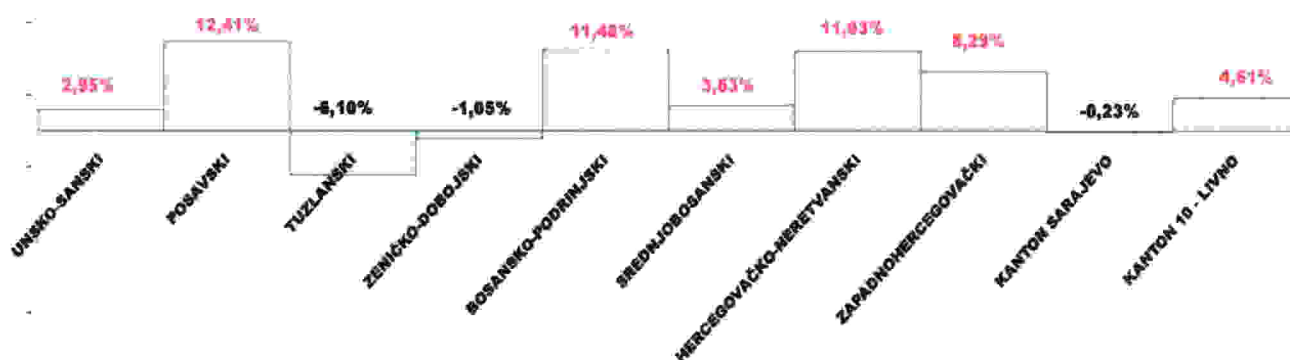 2,95%
12,41%
-6,10%
-1,05%
11,40%
3,63%
11,03%
8,29%
-0,23%
4,61%
UNSKO-SANSKI
POSAVSKI
TUZLANSKI
ZENIČKO-DOBOJSKI
BOSANSKO-PODRINJSKI
SREDNJOBOSANSKI
HERCEGOVAČKO-NERETVANSKI
ZAPADNOHERCEGOVAČKI
KANTON SARAJEVO
KANTON 10 - LIVNO